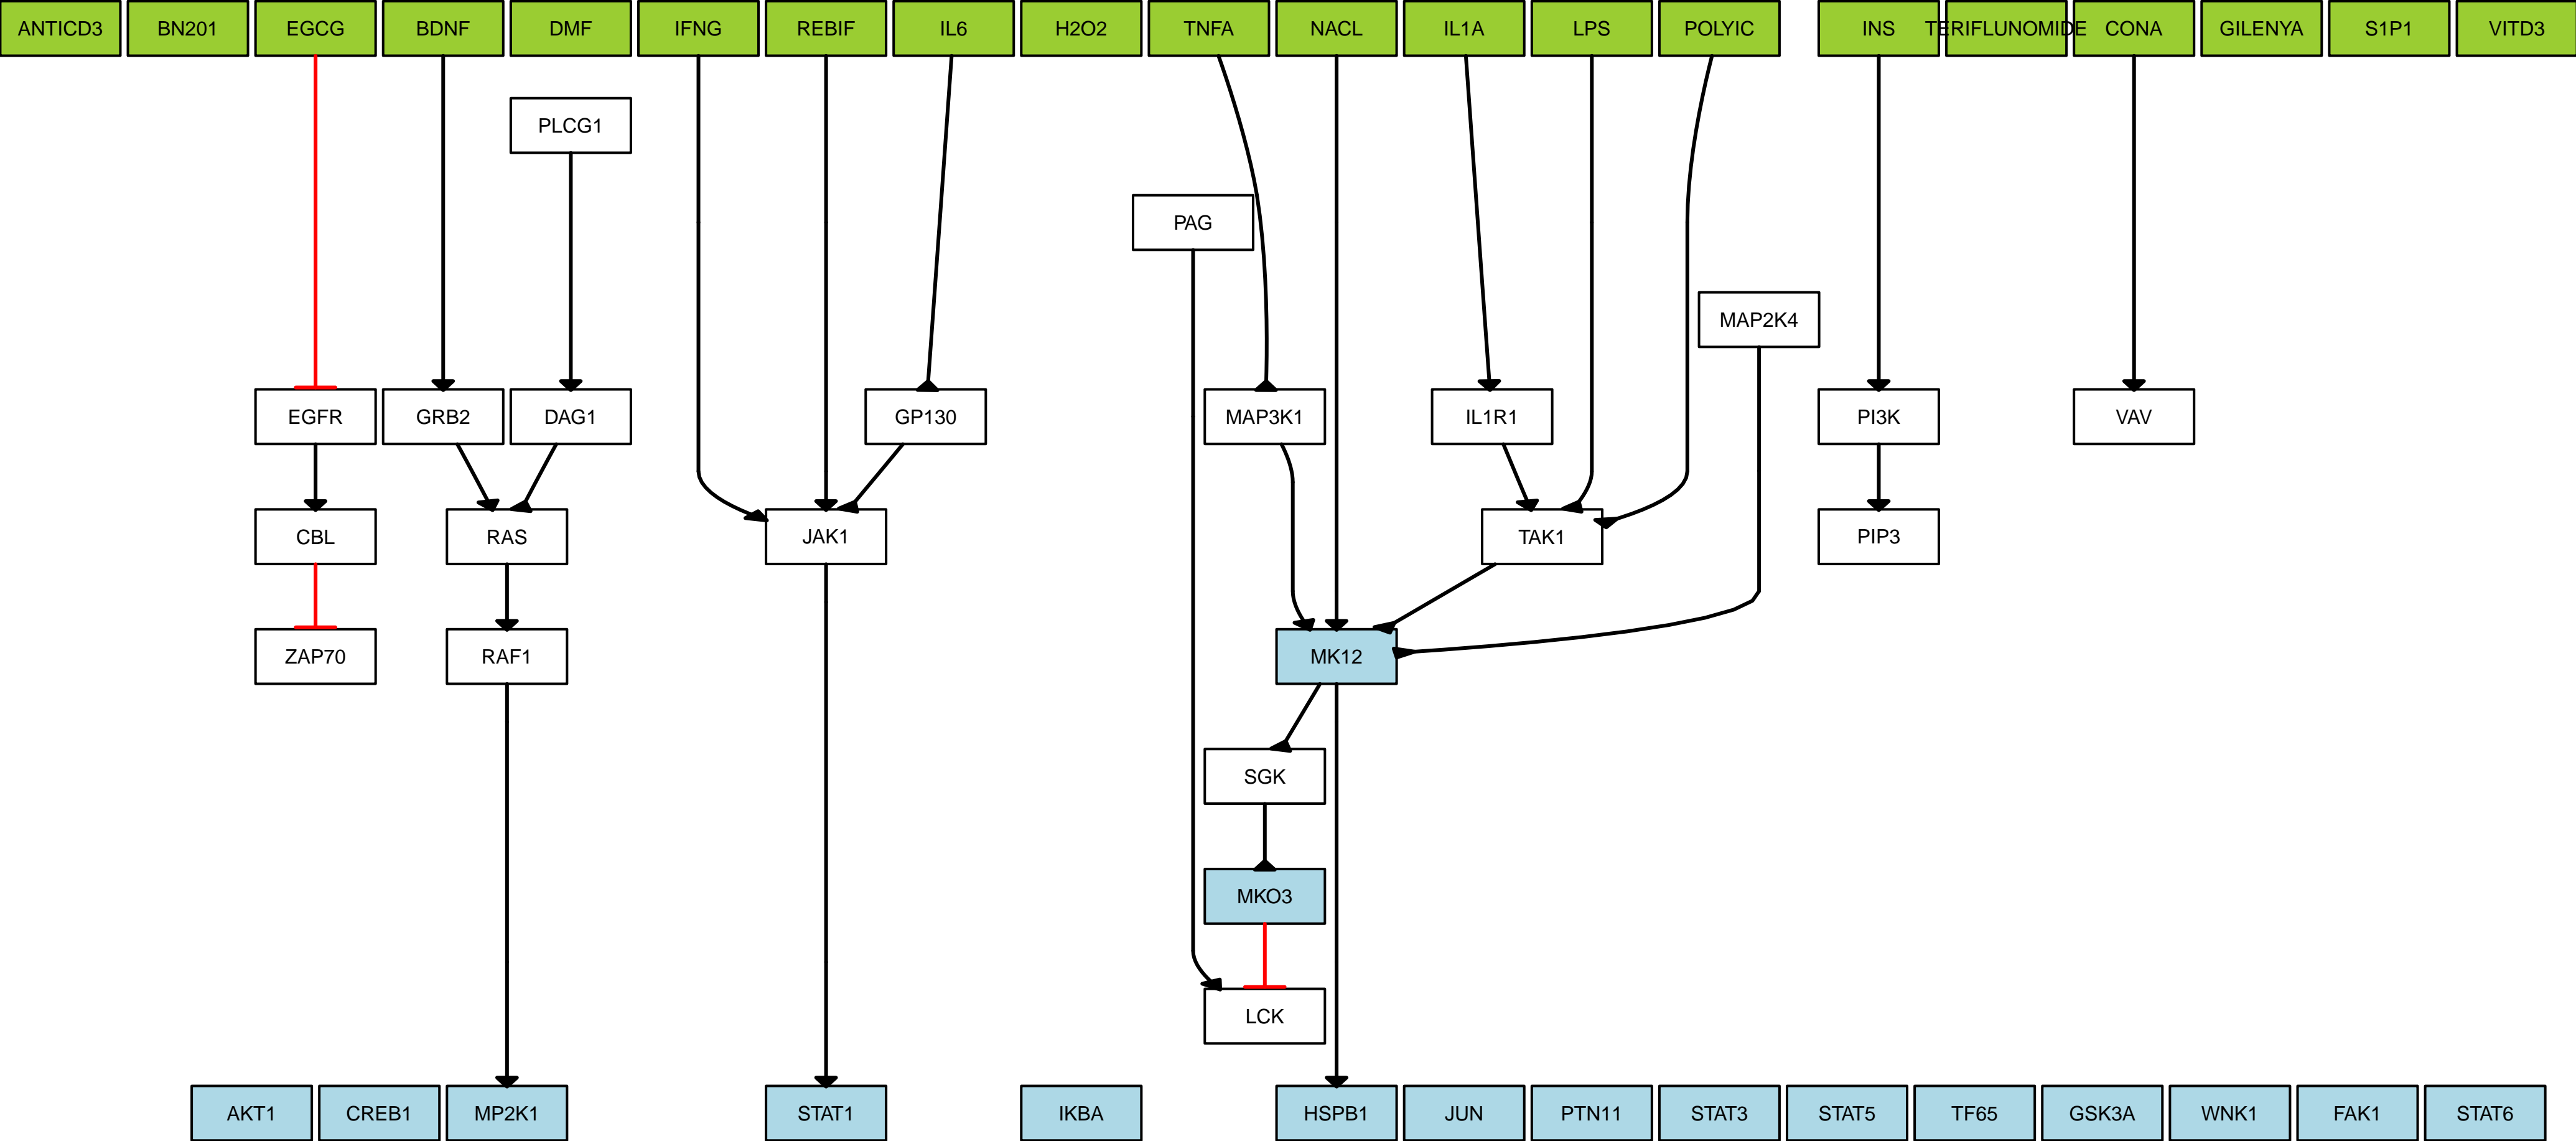 ANTICD3 BN201 EGCG BDNF DMF IFNG REBIF IL6 H2O2 TNFA NACL IL1A LPS POLYIC INS TERIFLUNOMIDE CONA GILENYA S1P1 VITD3
PLCG1
PAG
MAP2K4
EGFR GRB2 DAG1 GP130 MAP3K1 IL1R1 PI3K VAV
CBL RAS JAK1 TAK1 PIP3
ZAP70 RAF1 MK12
SGK
MKO3
LCK
AKT1 CREB1 MP2K1 STAT1 IKBA HSPB1 JUN PTN11 STAT3 STAT5 TF65 GSK3A WNK1 FAK1 STAT6